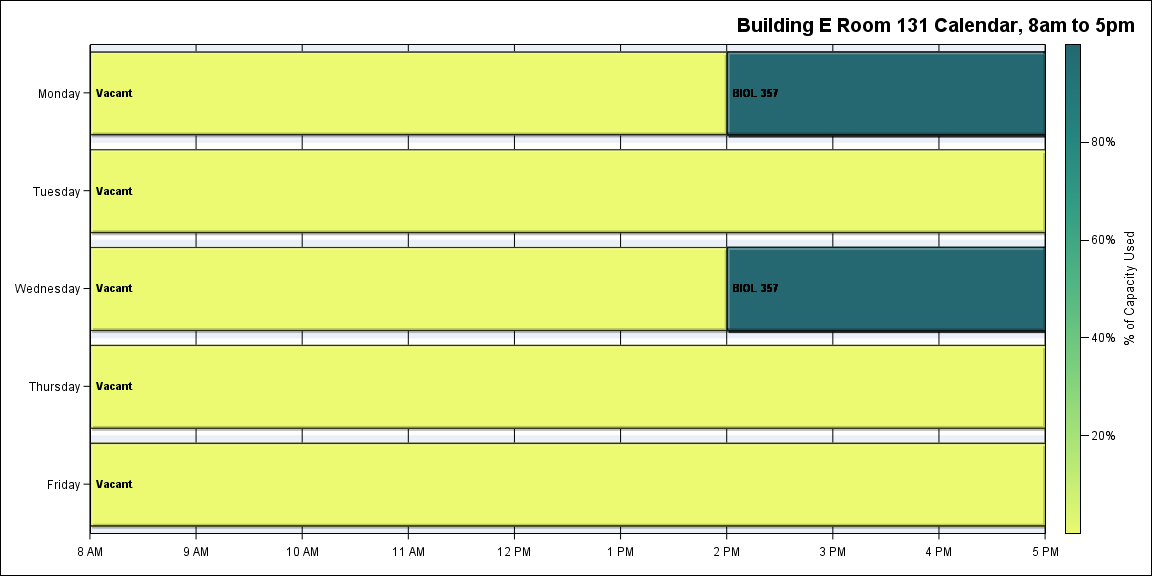 Building E Room 131 Calendar, 8am to 5pm
Monday
Vacant
BIOL 357
Tuesday
Vacant
Wednesday
Vacant
BIOL 357
Thursday
Vacant
Friday
Vacant
8 AM 9 AM 10 AM 11 AM 12 PM 1 PM 2 PM 3 PM 4 PM 5 PM
80%
60%
40%
20%
% of Capacity Used